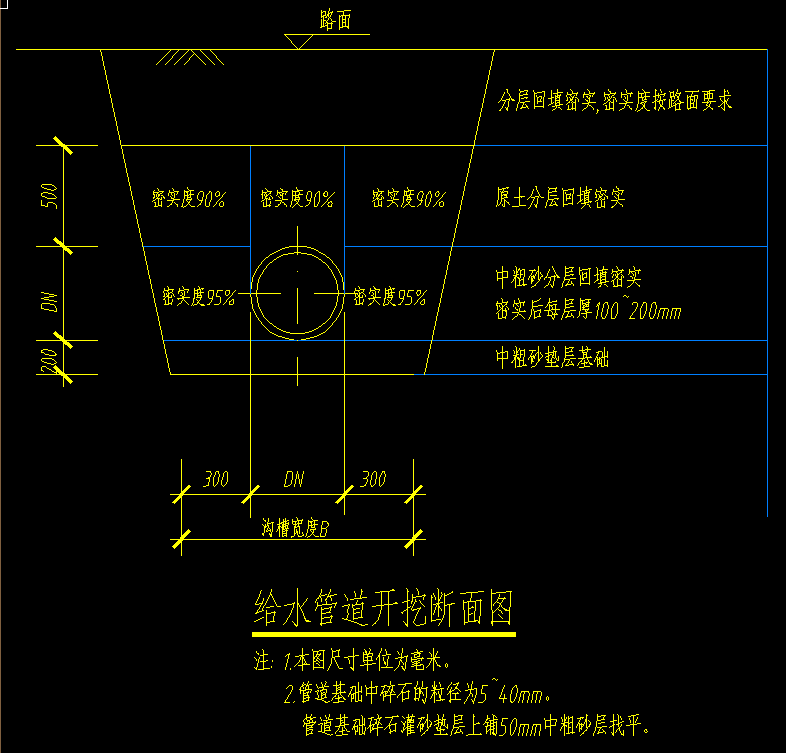 路面
分层回填密实,密实度按路面要求
500
密实度90% 密实度90% 密实度90%
原土分层回填密实
DN
密实度95% 密实度95%
中粗砂分层回填密实
密实后每层厚100~200mm
200
中粗砂垫层基础
300 DN 300
沟槽宽度B
给水管道开挖断面图
注: 1.本图尺寸单位为毫米。
2.管道基础中碎石的粒径为5~40mm。
管道基础碎石灌砂垫层上铺50mm中粗砂层找平。